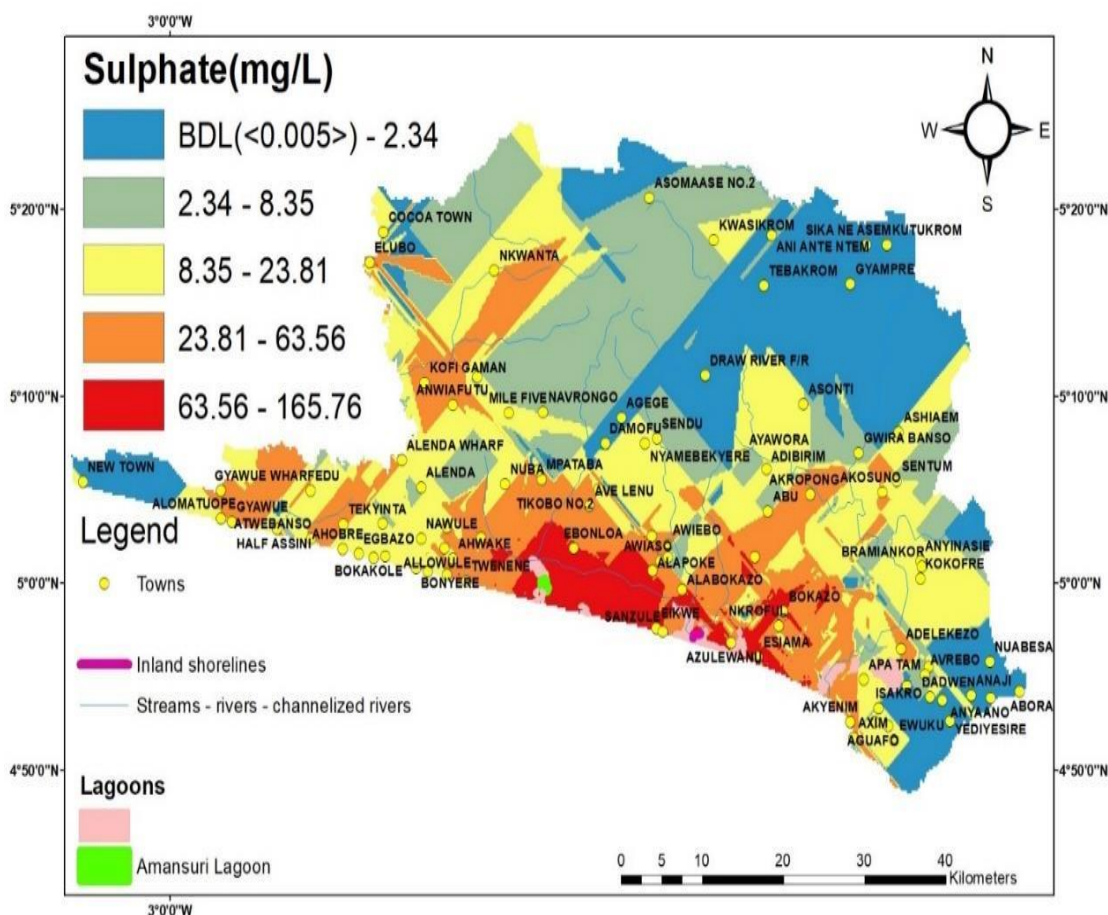 3°0'0"W
Sulphate(mg/L)
BDL(<0.005>) - 2.34
2.34 - 8.35
8.35 - 23.81
23.81 - 63.56
63.56 - 165.76
N
W
E
S
5°20'0"N
5°20'0"N
ASOMAASE NO.2
COCOA TOWN
KWASIKROM
SIKA NE ASEMKUTUKROM
ANI ANTE NTEM
ELUBO
NKWANTA
TEBAKROM
GYAMPRE
DRAW RIVER F/R
KOFI GAMAN
5°10'0"N
5°10'0"N
ANWIAFUTU
MILE FIVE
NAVRONGO
AGEGE
ASONTI
DAMOFU
SENDU
ASHIAEM
ALENDA WHARF
NYAMEBEKYERE
AYAWORA
GWIRA BANSO
NEW TOWN
GYAWUE WHARFEDU
ALENDA
NUBA
MPATABA
ADIBIRIM
SENTUM
AKROPONG
AKOSUNO
ALOMATUOPE
GYAWUE
TIKOBO NO.2
AVE LENU
ABU
Legend
ATWEBANSO
TEKYINTA
NAWULE
HALF ASSINI
AHOBRE
EGBAZO
AHWAKE
EBONLOA
AWIASO
AWIEBO
BRAMIANKOR
ANYINASIE
KOKOFRE
BOKAKOLE
ALLOWULE
TWENENE
ALAPOKE
5°0'0"N
5°0'0"N
Towns
BONYERE
ALABOKAZO
BOKAZO
SANZULE
EIKWE
NKROFUL
ADELEKEZO
AZULEWANU
ESIAMA
NUABESA
Inland shorelines
APA TAM
AVREBO
Streams - rivers - channelized rivers
ISAKRO
DADWEN
ANAJI
AKYENIM
ABORA
AXIM
EWUKU
ANYAANO
YEDIYESIRE
AGUAFO
4°50'0"N
4°50'0"N
Lagoons
Amansuri Lagoon
0
5
10
20
30
40
Kilometers
3°0'0"W